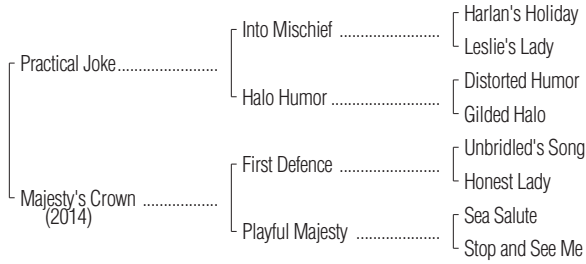 Harlan's Holiday
Into Mischief ........................
Leslie's Lady
Practical Joke........................
Distorted Humor
Halo Humor ..........................
Gilded Halo
Unbridled's Song
First Defence ........................
Honest Lady
Majesty's Crown ..................
(2014)
Sea Salute
Playful Majesty ....................
Stop and See Me